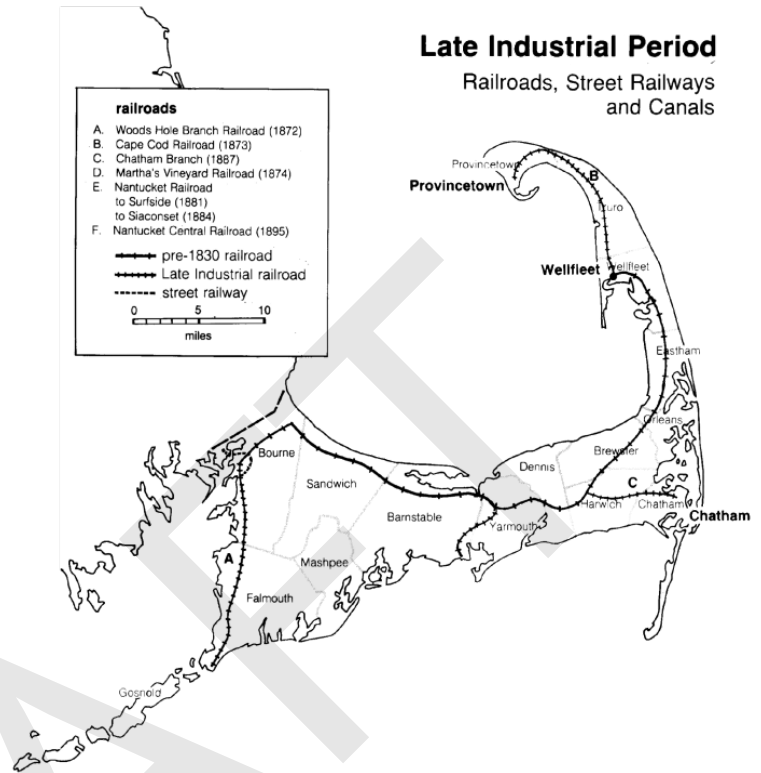 Late Industrial Period
Railroads, Street Railways
and Canals
railroads
A. Woods Hole Branch Railroad (1872)
B. Cape Cod Railroad (1873)
C. Chatham Branch (1887)
D. Martha's Vineyard Railroad (1874)
E. Nantucket Railroad
to Surfside (1881)
to Siaconset (1884)
F. Nantucket Central Railroad (1895)
pre-1830 railroad
Late Industrial railroad
street railway
0 5 10
miles
Provincetown
Provincetown
B
Truro
Wellfleet
Wellfleet
Eastham
Orleans
Brewster
Dennis
Bourne
Sandwich
C
Harwich
Chatham
Chatham
Barnstable
Yarmouth
A
Mashpee
Falmouth
Gosnold